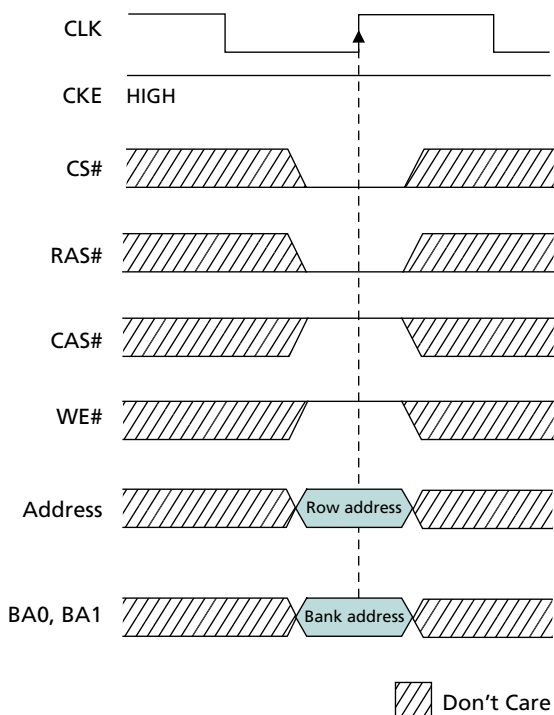 CLK
CKE HIGH
CS#
RAS#
CAS#
WE#
Address Row address
BA0, BA1 Bank address
Don't Care